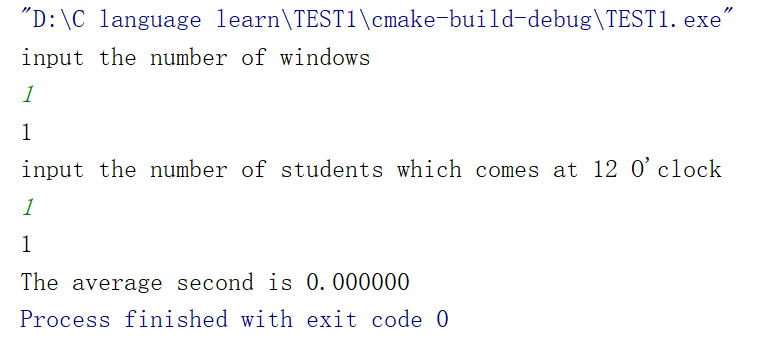 "D:\C language learn\TEST1\cmake-build-debug\TEST1.exe"
input the number of windows
1
1
input the number of students which comes at 12 O'clock
1
1
The average second is 0.000000
Process finished with exit code 0